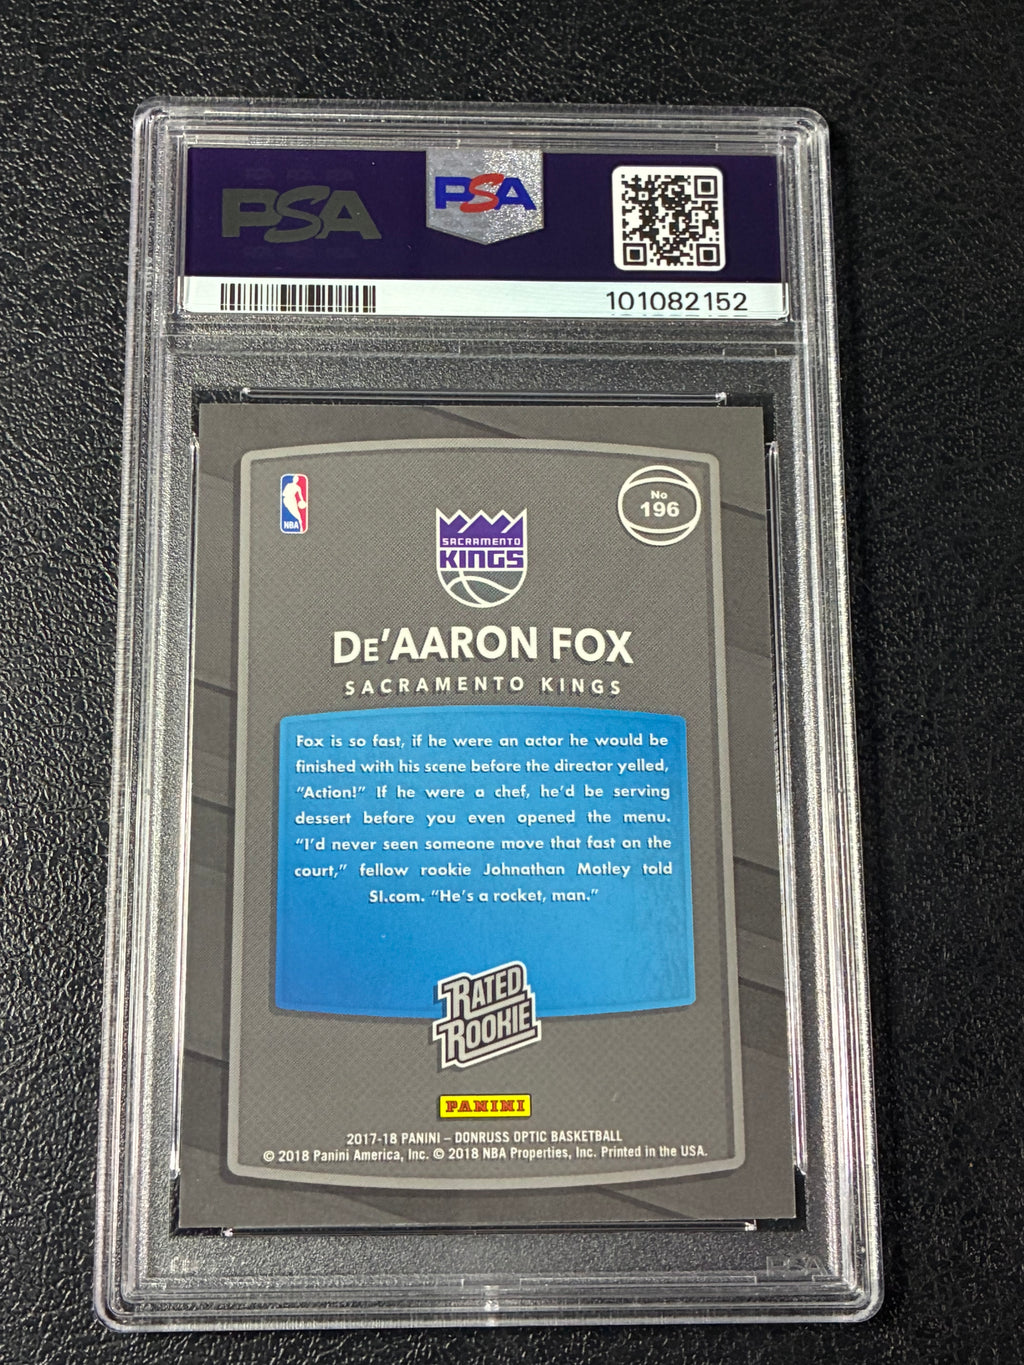 PSA
PSA
101082152
NBA
No
196
SACRAMENTO
KINGS
De'AARON FOX
SACRAMENTO KINGS
Fox is so fast, if he were an actor he would be
finished with his scene before the director yelled,
“Action!” If he were a chef, he’d be serving
dessert before you even opened the menu.
“I’d never seen someone move that fast on the
court,” fellow rookie Johnathan Motley told
SI.com. “He’s a rocket, man.”
RATED
ROOKIE
PANINI
2017-18 PANINI – DONRUSS OPTIC BASKETBALL
© 2018 Panini America, Inc. © 2018 NBA Properties, Inc. Printed in the USA.
PSA